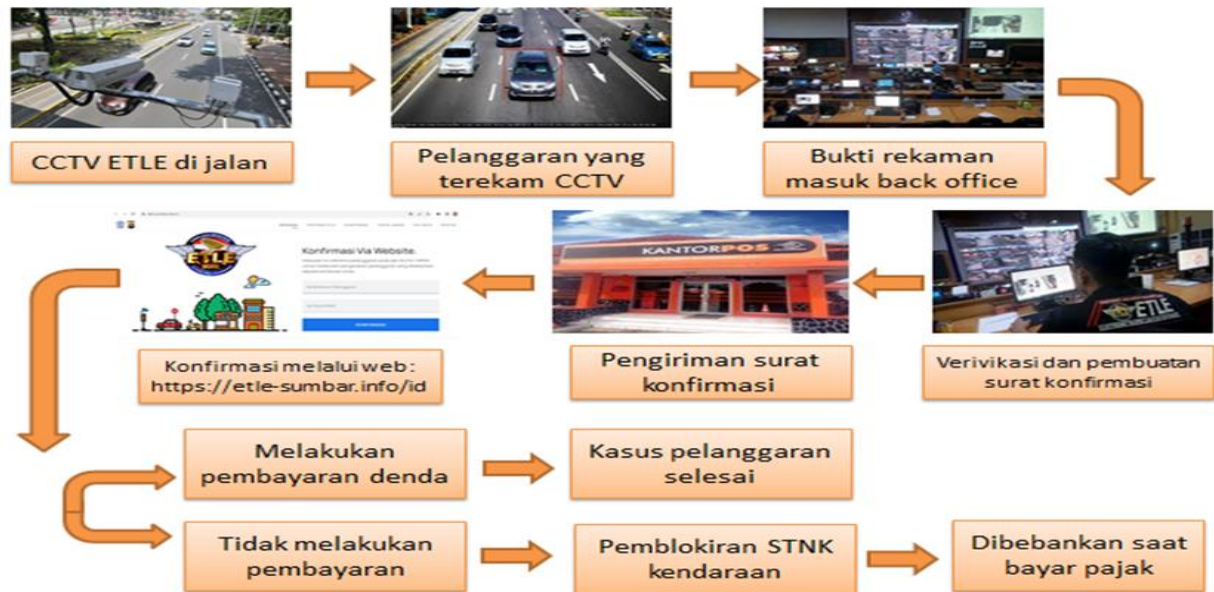 CCTV ETLE di jalan
Pelanggaran yang
terekam CCTV
Bukti rekaman
masuk back office
KANTORPOS
ETLE
Konfirmasi Via Website.
ETLE
Konfirmasi melalui web:
https://etle-sumbar.info/id
Pengiriman surat
konfirmasi
Verivikasi dan pembuatan
surat konfirmasi
Melakukan
pembayaran denda
Kasus pelanggaran
selesai
Tidak melakukan
pembayaran
Pemblokiran STNK
kendaraan
Dibebankan saat
bayar pajak